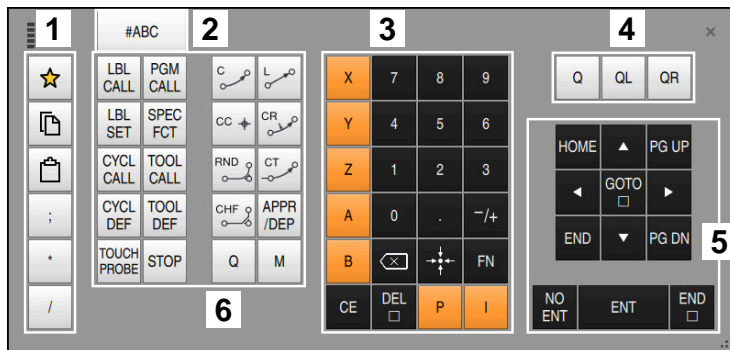 1
#ABC
2
3
4
×
LBL
CALL
PGM
CALL
C
L
X
7
8
9
Q
QL
QR
;
*
/
LBL
SET
SPEC
FCT
CC
CR
Y
4
5
6
CYCL
CALL
TOOL
CALL
RND
CT
Z
1
2
3
CYCL
DEF
TOOL
DEF
CHF
APPR
/DEP
A
0
.
−/+
TOUCH
PROBE
STOP
Q
M
B
FN
6
CE
DEL
P
I
HOME
PG UP
GOTO
END
PG DN
5
NO
ENT
ENT
END